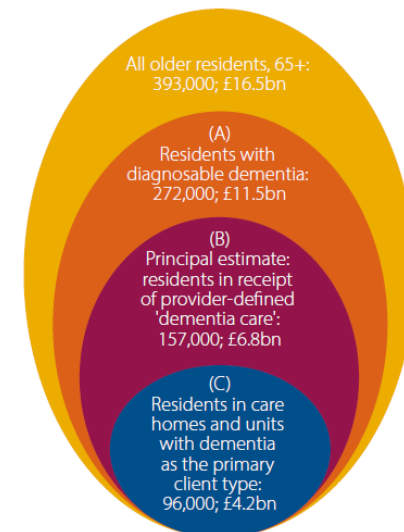 All older residents, 65+:
393,000; £16.5bn
(A)
Residents with
diagnosable dementia:
272,000; £11.5bn
(B)
Principal estimate:
residents in receipt
of provider-defined
'dementia care':
157,000; £6.8bn
(C)
Residents in care
homes and units
with dementia
as the primary
client type:
96,000; £4.2bn